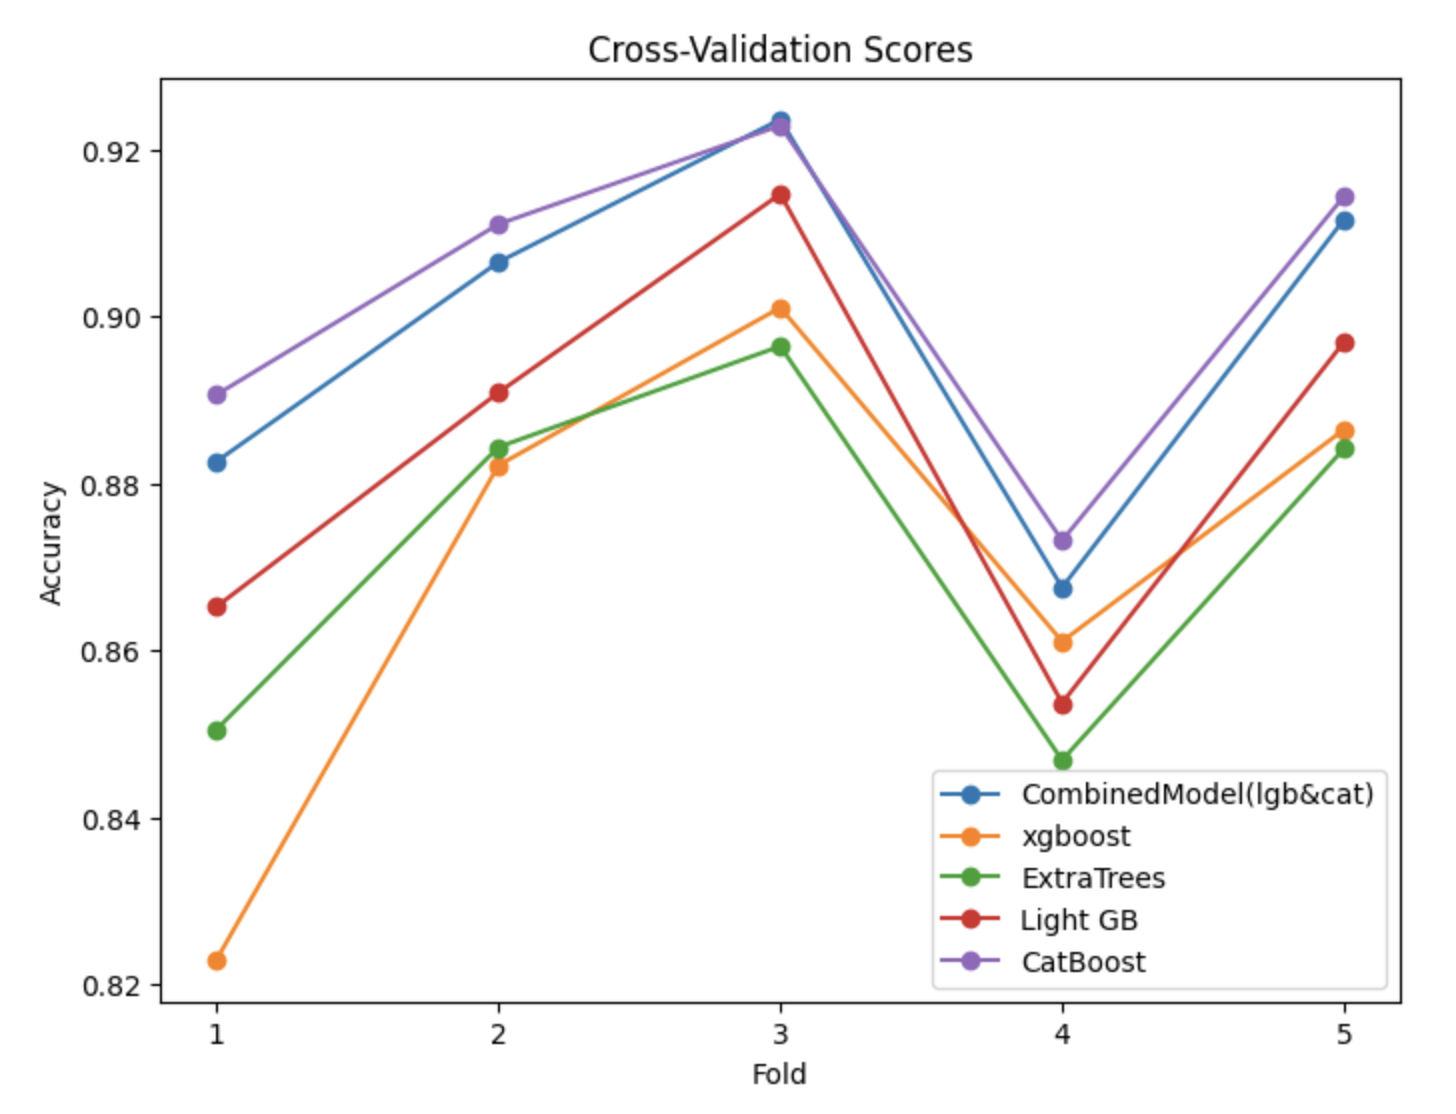 Cross-Validation Scores
Accuracy
0.92
0.90
0.88
0.86
0.84
0.82
CombinedModel(lgb&cat)
xgboost
ExtraTrees
Light GB
CatBoost
1 2 3 4 5
Fold